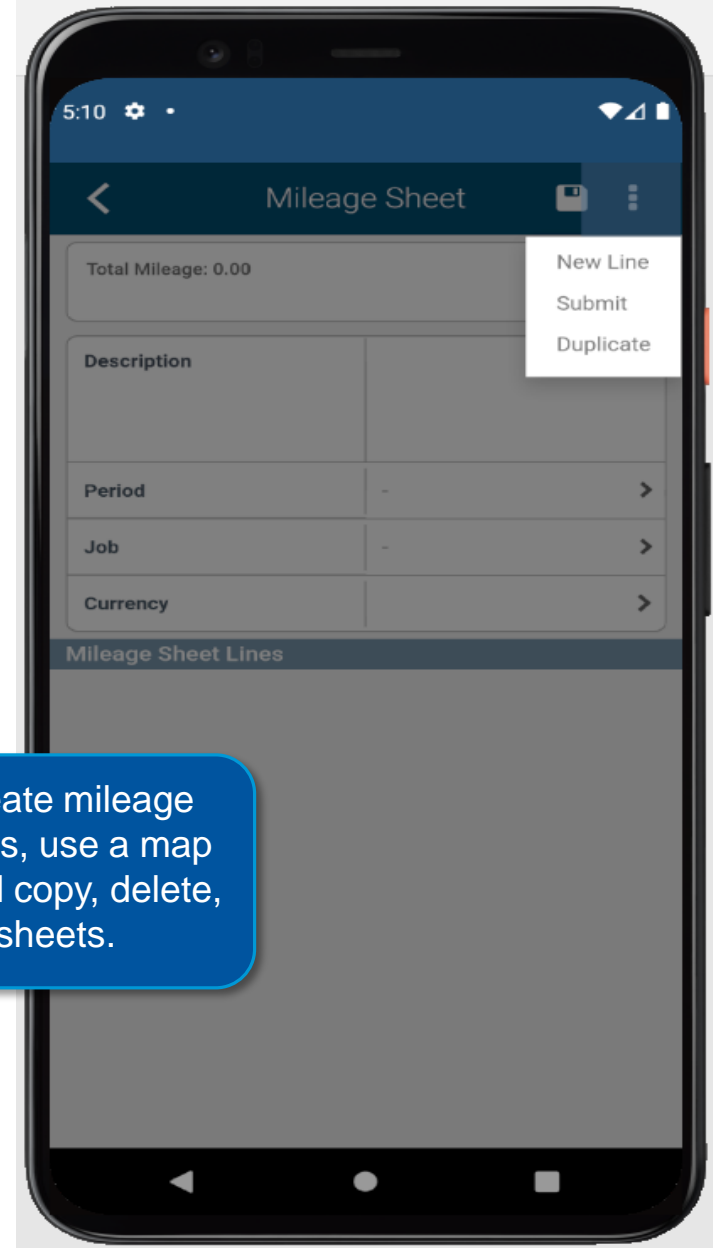 5:10
Mileage Sheet
Total Mileage: 0.00
New Line
Submit
Duplicate
Description
Period -
Job -
Currency
Mileage Sheet Lines
mileage
use a map
copy, delete,
sheets.